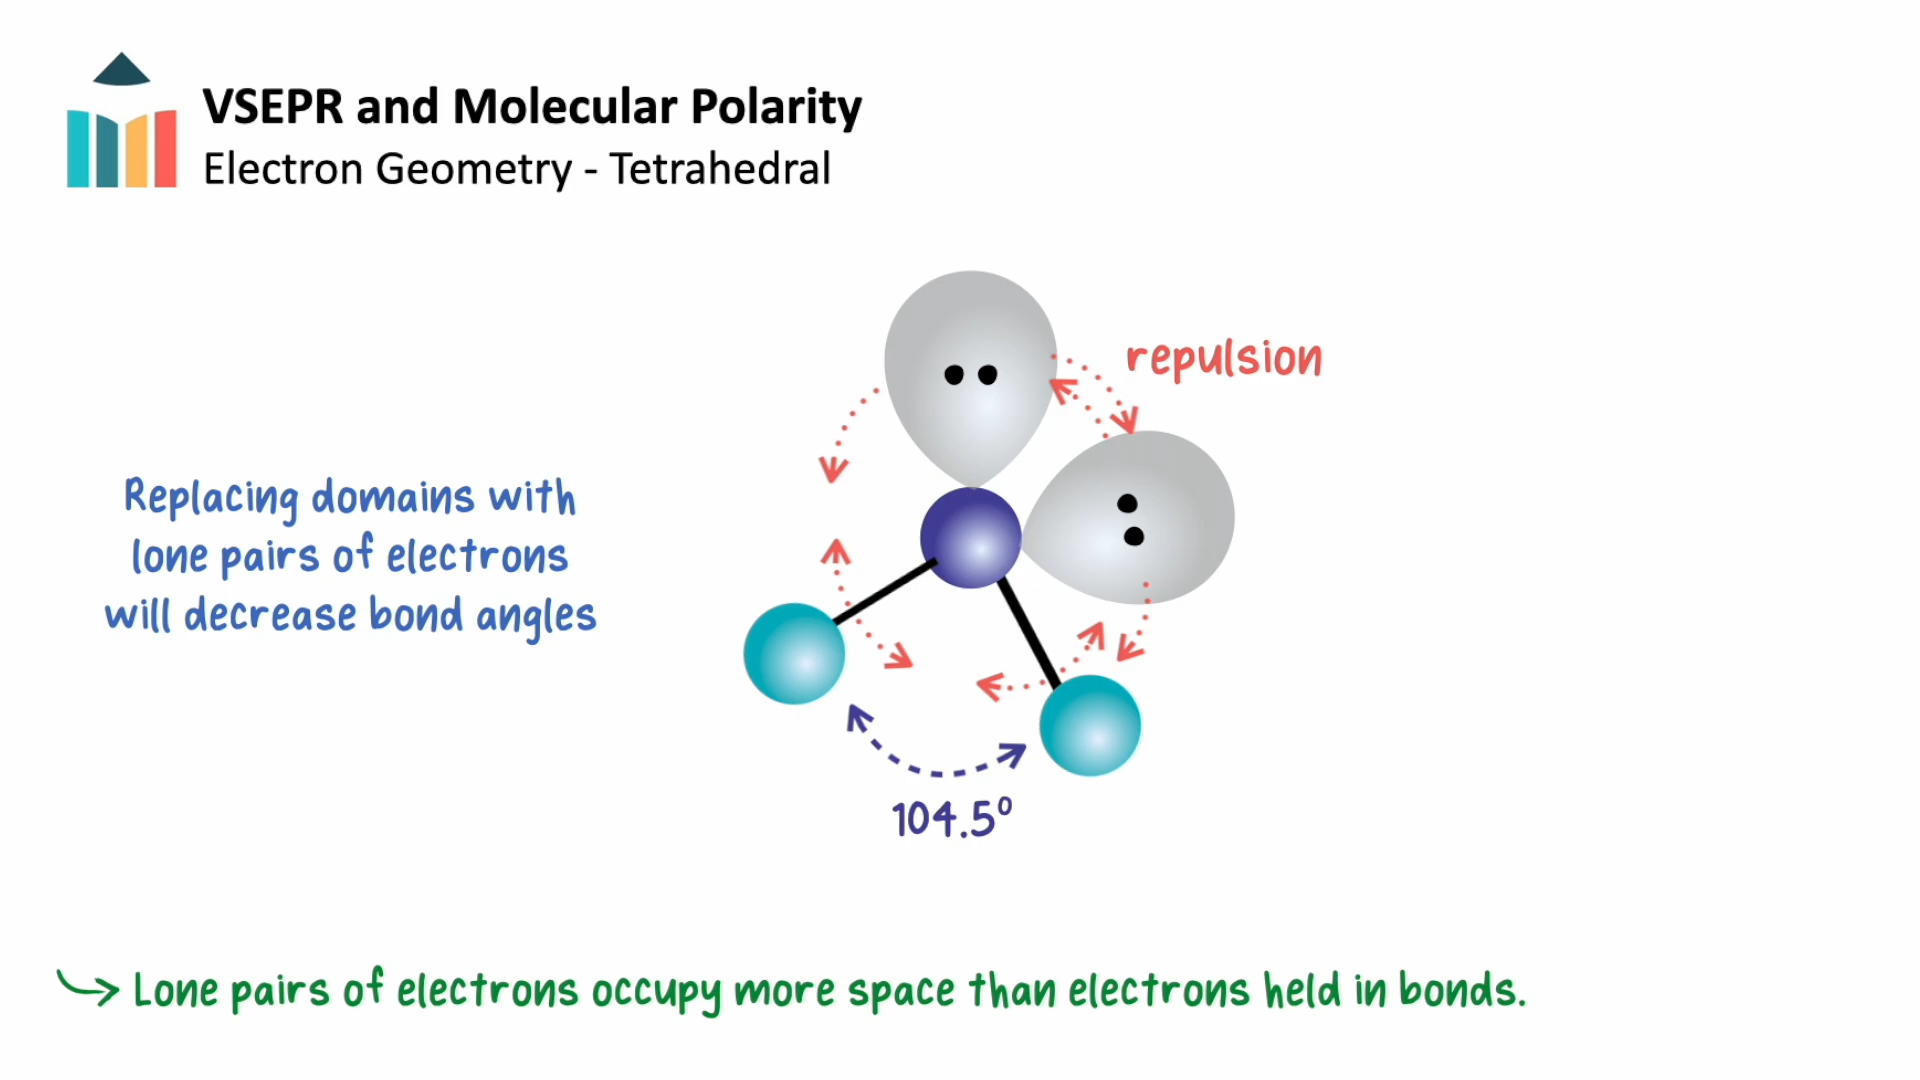 VSEPR and Molecular Polarity
Electron Geometry - Tetrahedral
repulsion
Replacing domains with
lone pairs of electrons
will decrease bond angles
104.5º
Lone pairs of electrons occupy more space than electrons held in bonds.